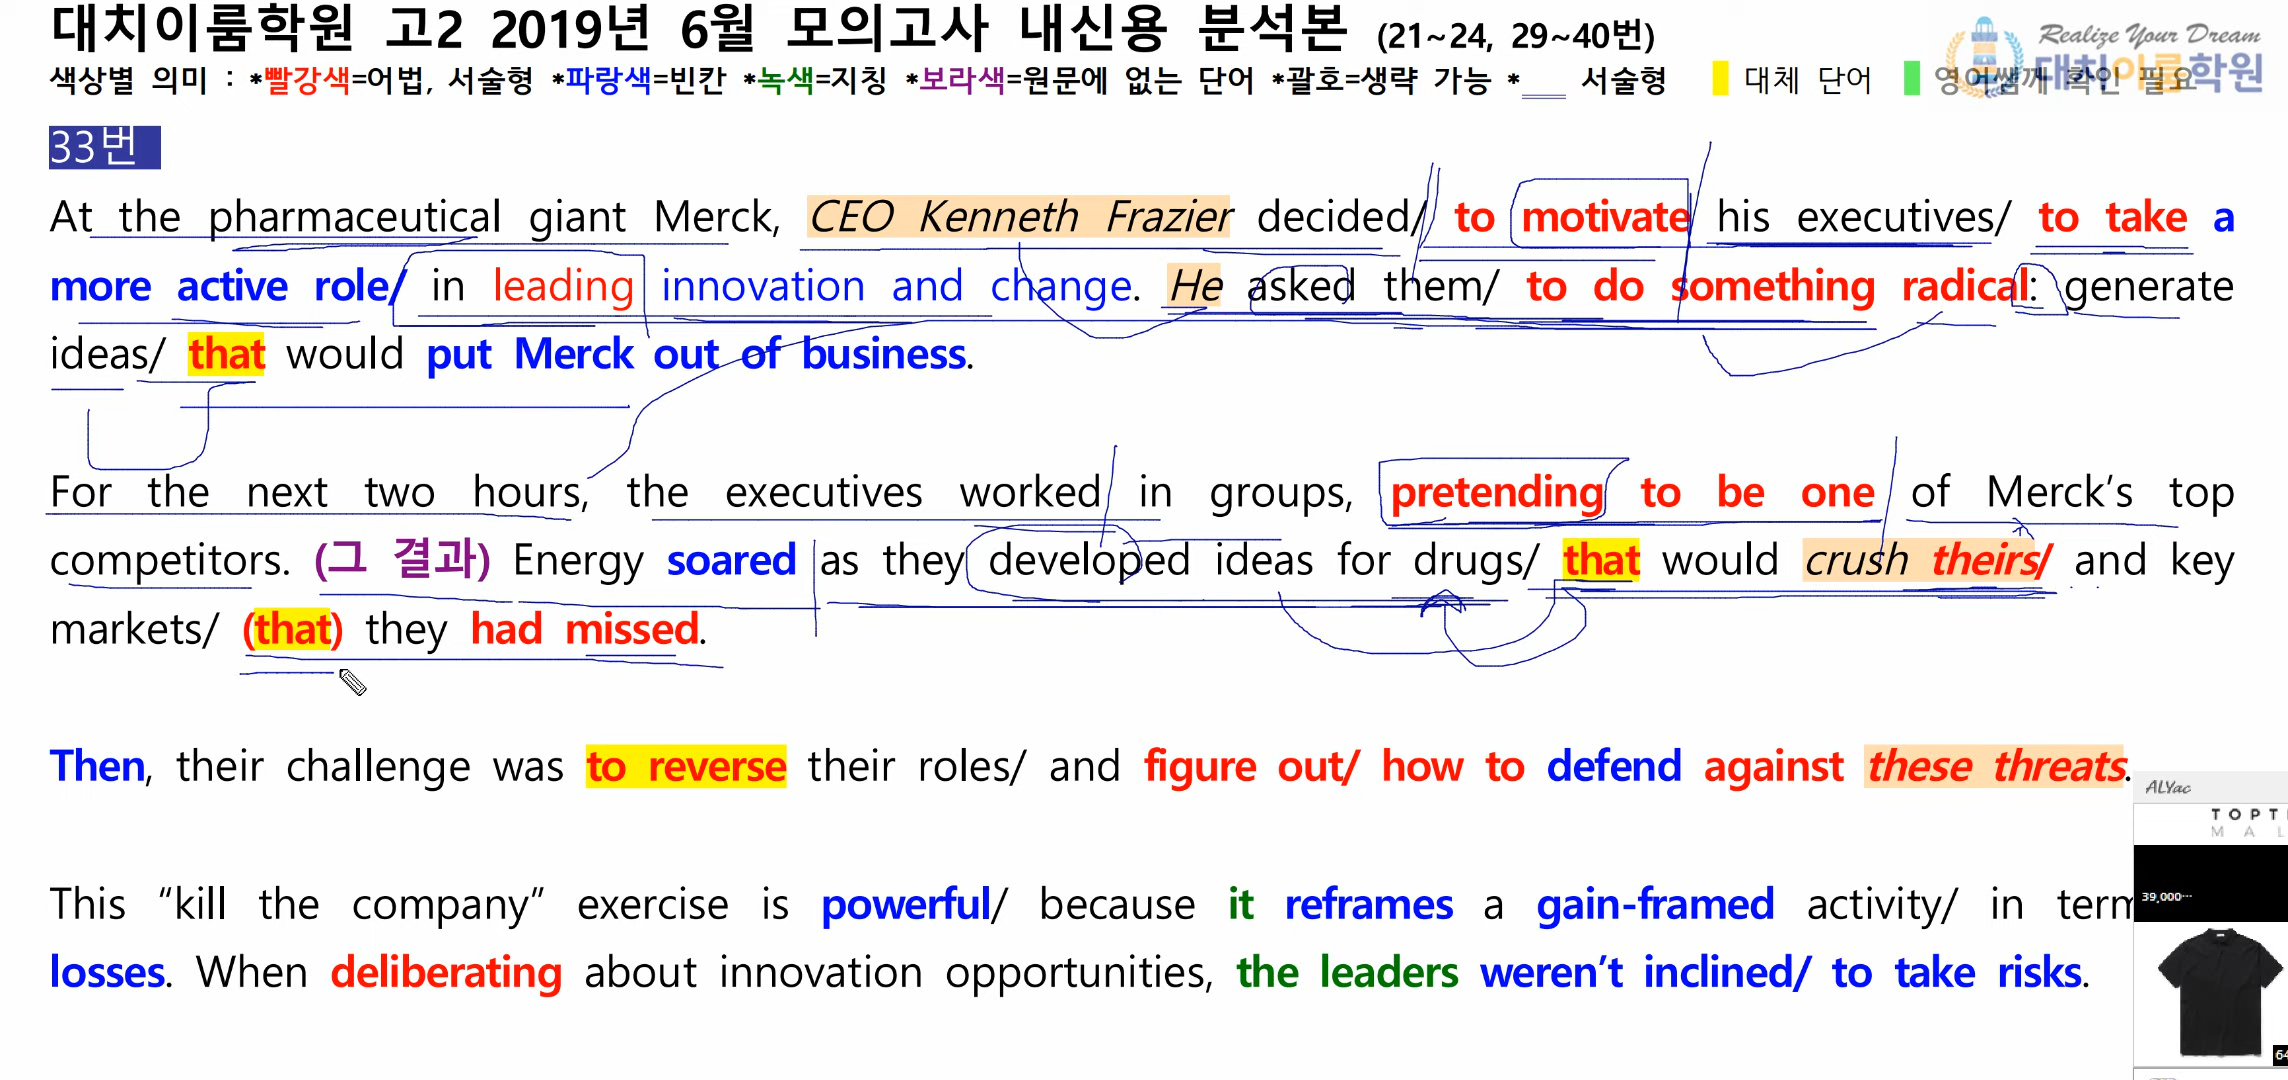 대치이룸학원 고2 2019년 6월 모의고사 내신용 분석본 (21~24, 29~40번)
Realize Your Dream
대치이룸학원
색상별 의미 : *빨강색=어법, 서술형 *파랑색=빈칸 *녹색=지칭 *보라색=원문에 없는 단어 *괄호=생략 가능 *__ 서술형 대체 단어 영어쌤께 확인 필요
33번
At the pharmaceutical giant Merck, CEO Kenneth Frazier decided/ to motivate his executives/ to take a
more active role/ in leading innovation and change. He asked them/ to do something radical: generate
ideas/ that would put Merck out of business.
For the next two hours, the executives worked in groups, pretending to be one of Merck’s top
competitors. (그 결과) Energy soared as they developed ideas for drugs/ that would crush theirs/ and key
markets/ (that) they had missed.
Then, their challenge was to reverse their roles/ and figure out/ how to defend against these threats.
This “kill the company” exercise is powerful/ because it reframes a gain-framed activity/ in term
losses. When deliberating about innovation opportunities, the leaders weren’t inclined/ to take risks.
ALYac
TOPT
MAL
39,000···
64